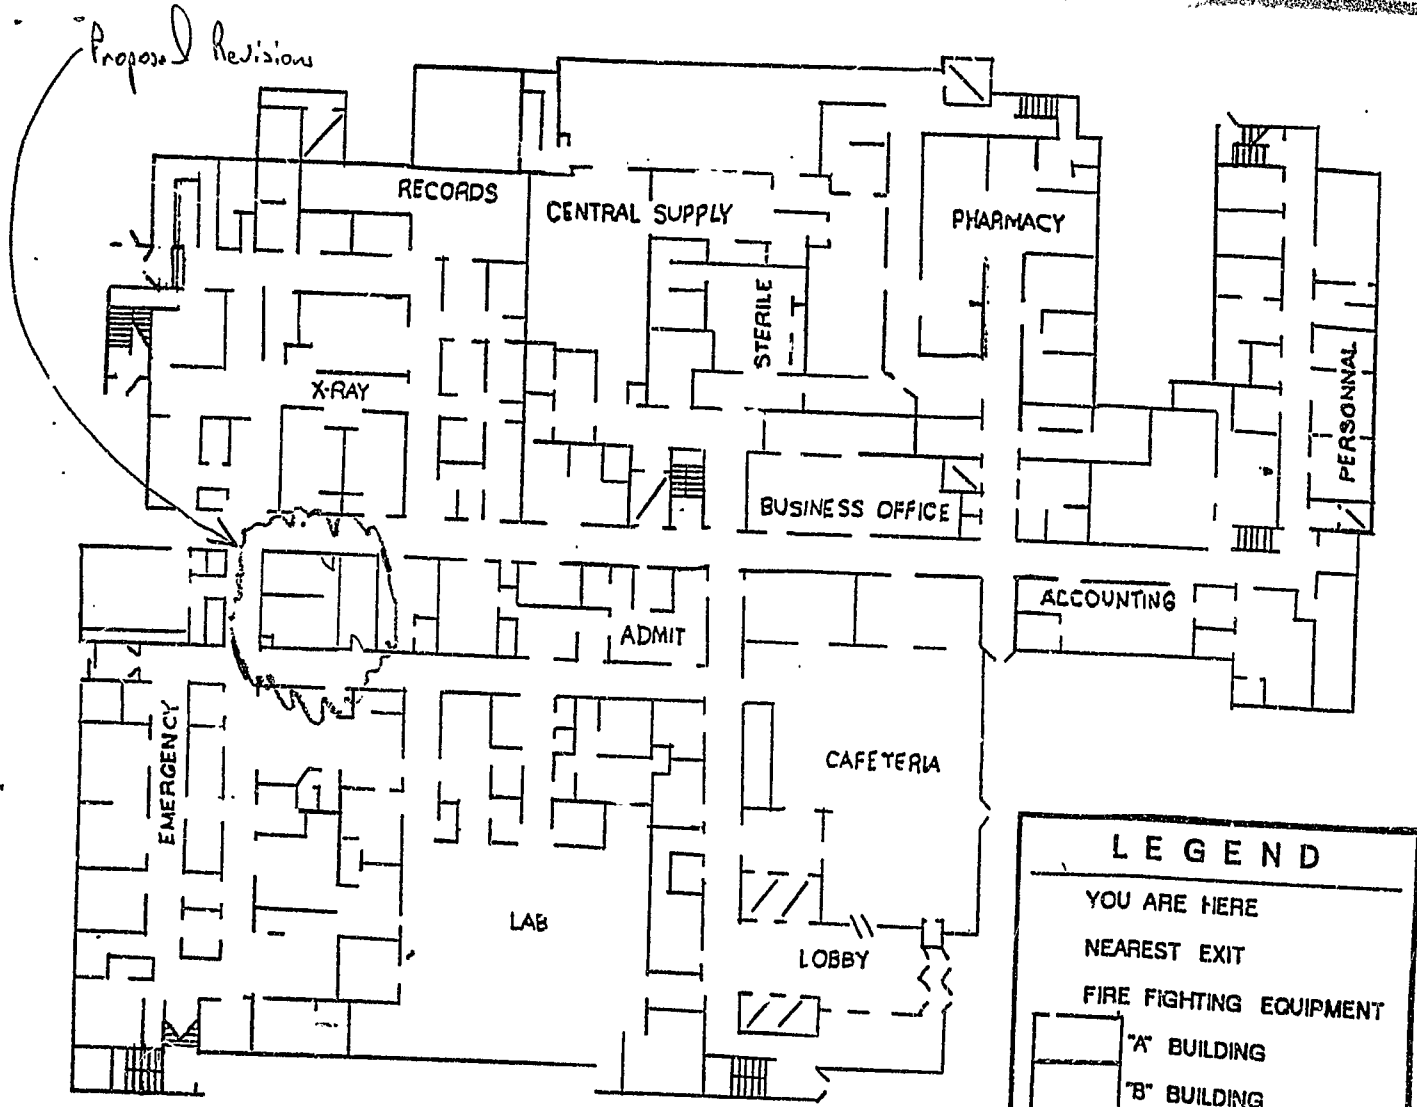 Proposed Revisions
RECORDS
CENTRAL SUPPLY
PHARMACY
STERILE
X-RAY
PERSONNAL
BUSINESS OFFICE
ACCOUNTING
ADMIT
EMERGENCY
CAFETERIA
LAB
LOBBY
LEGEND
YOU ARE HERE
NEAREST EXIT
FIRE FIGHTING EQUIPMENT
"A" BUILDING
"B" BUILDING